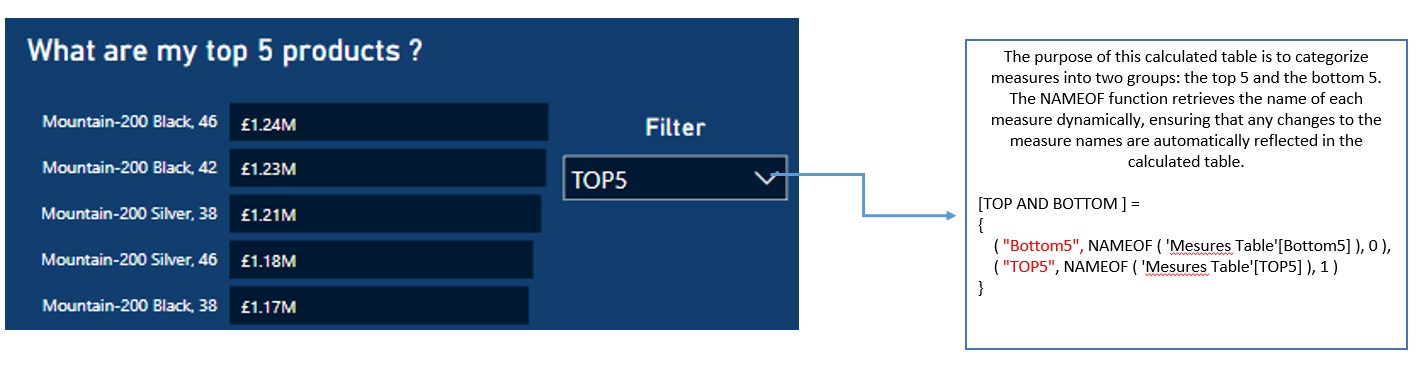 What are my top 5 products ?
Mountain-200 Black, 46 £1.24M
Mountain-200 Black, 42 £1.23M
Mountain-200 Silver, 38 £1.21M
Mountain-200 Silver, 46 £1.18M
Mountain-200 Black, 38 £1.17M
Filter
TOP5
The purpose of this calculated table is to categorize
measures into two groups: the top 5 and the bottom 5.
The NAMEOF function retrieves the name of each
measure dynamically, ensuring that any changes to the
measure names are automatically reflected in the
calculated table.
[TOP AND BOTTOM ] =
{
( "Bottom5", NAMEOF ( 'Mesures Table'[Bottom5] ), 0 ),
( "TOP5", NAMEOF ( 'Mesures Table'[TOP5] ), 1 )
}